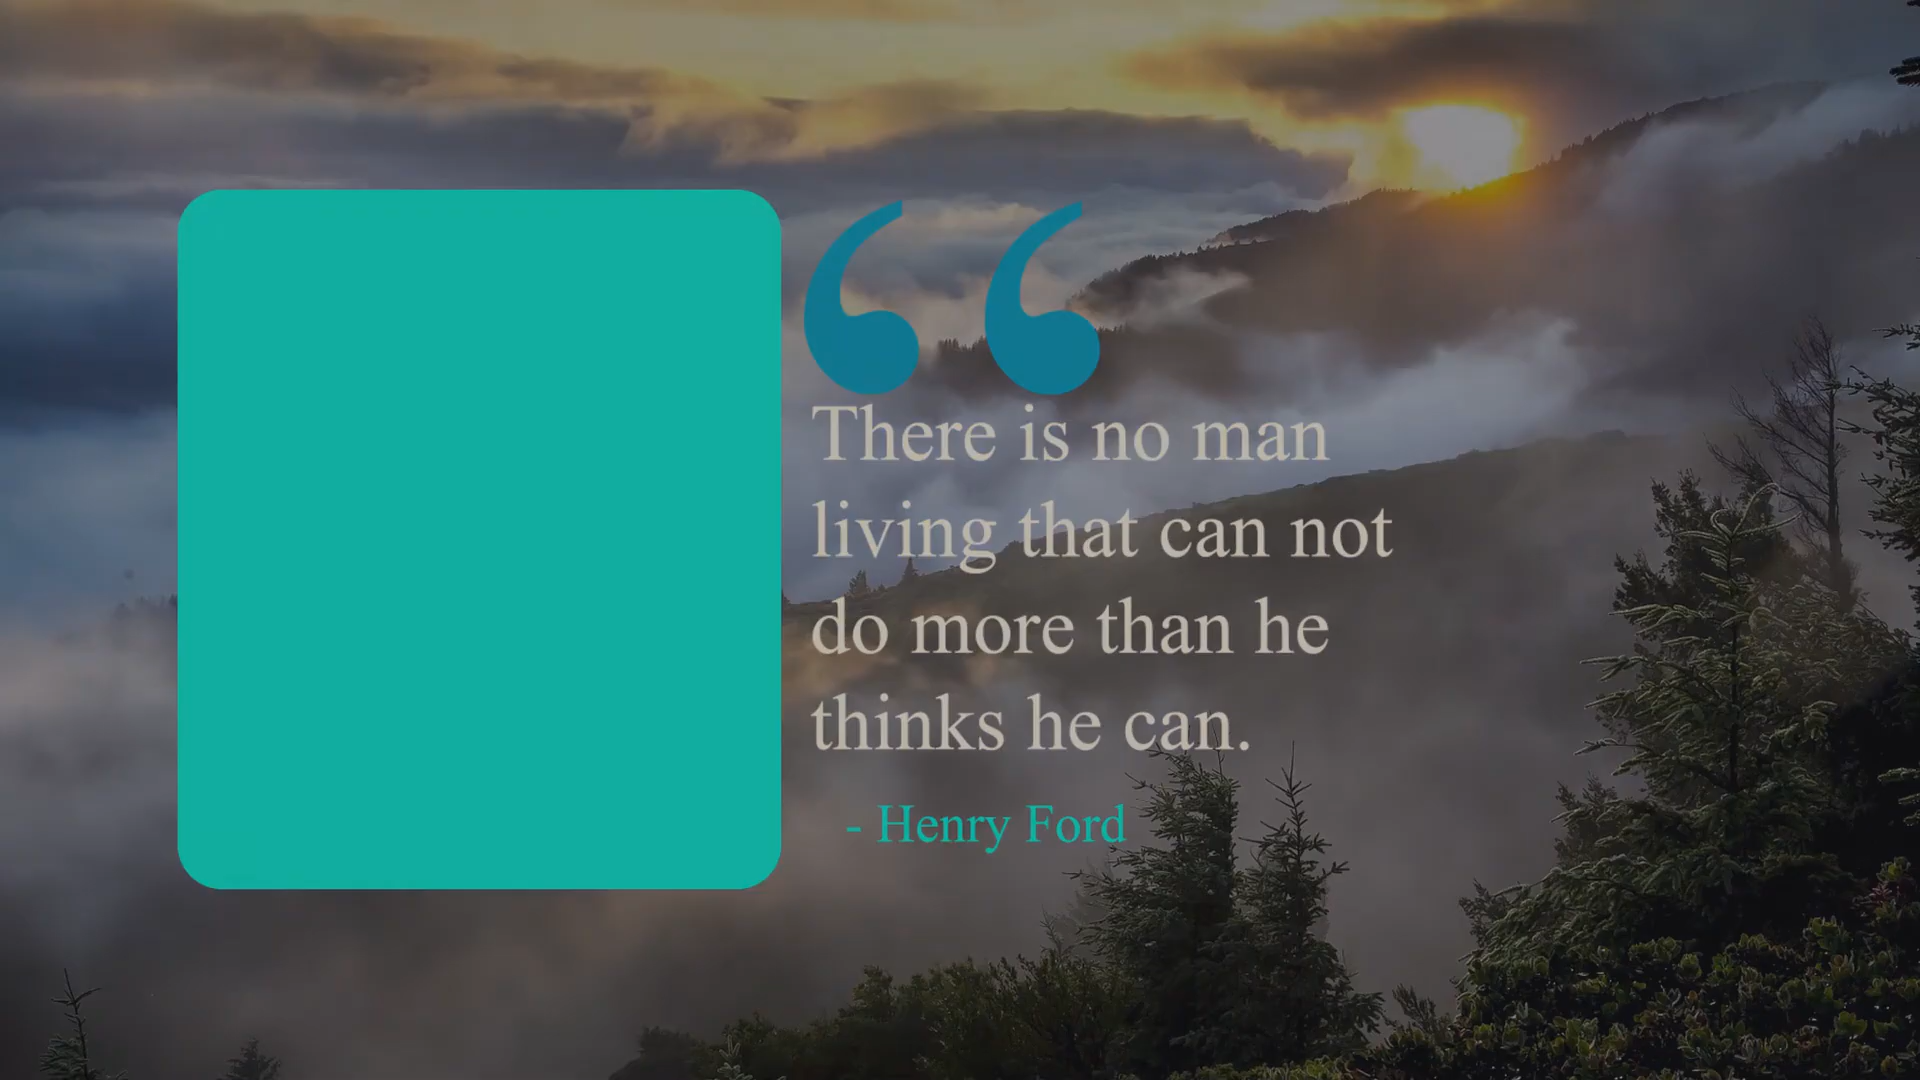 “
There is no man
living that can not
do more than he
thinks he can.
- Henry Ford